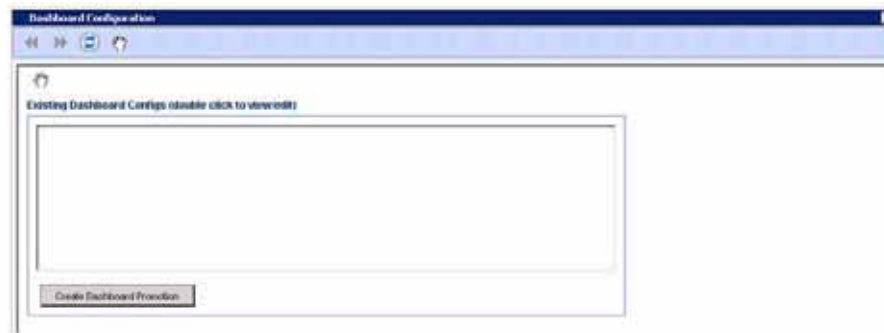 Dashboard Configuration
Existing Dashboard Configs (double click to view/edit)
Create Dashboard Promotion